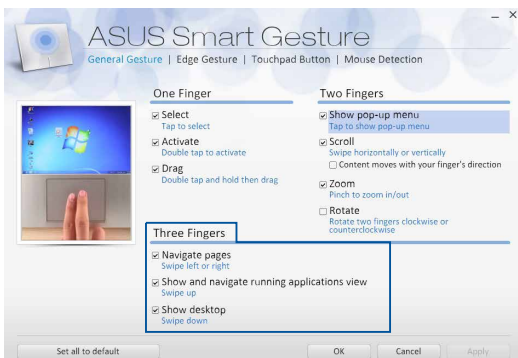 ASUS Smart Gesture
General Gesture | Edge Gesture | Touchpad Button | Mouse Detection
One Finger
Select
Tap to select
Activate
Double tap to activate
Drag
Double tap and hold then drag
Two Fingers
Show pop-up menu
Tap to show pop-up menu
Scroll
Swipe horizontally or vertically
Content moves with your finger's direction
Zoom
Pinch to zoom in/out
Rotate
Rotate two fingers clockwise or
counterclockwise
Three Fingers
Navigate pages
Swipe left or right
Show and navigate running applications view
Swipe up
Show desktop
Swipe down
Set all to default
OK
Cancel
Apply